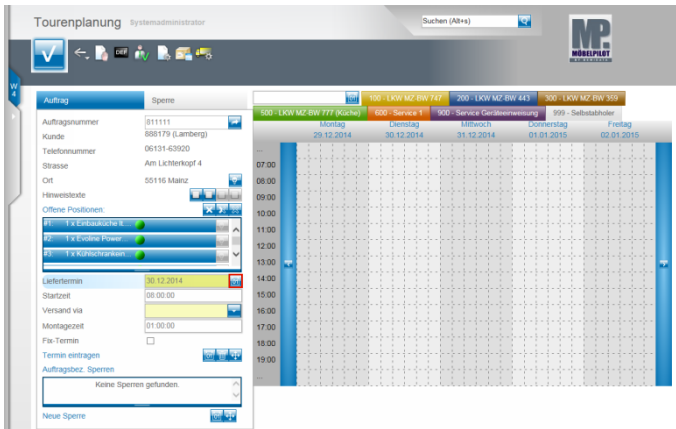 Tourenplanung Systemadministrator
Suchen (Alt+s)
MP
MÖBELPILOT
DEF
W
4
Auftrag Sperre
100 - LKW MZ-BW 747 200 - LKW MZ-BW 443 300 - LKW MZ-BW 359
500 - LKW MZ-BW 777 (Küche) 600 - Service 1 900 - Service Geräteeinweisung 999 - Selbstabholer
Montag Dienstag Mittwoch Donnerstag Freitag
29.12.2014 30.12.2014 31.12.2014 01.01.2015 02.01.2015
Auftragsnummer 811111
Kunde 888179 (Lamberg)
Telefonnummer 06131-63920
Strasse Am Lichterkopf 4
Ort 55116 Mainz
Hinweistexte
Offene Positionen:
#1: 1 x Einbauküche lt...
#2: 1 x Evoline Power...
#3: 1 x Kühlschrankein...
Liefertermin 30.12.2014
Startzeit 08:00:00
Versand via
Montagezeit 01:00:00
Fix-Termin
Termin eintragen
Auftragsbez. Sperren
Keine Sperren gefunden.
Neue Sperre
...
07:00
08:00
09:00
10:00
11:00
12:00
13:00
14:00
15:00
16:00
17:00
18:00
19:00
...